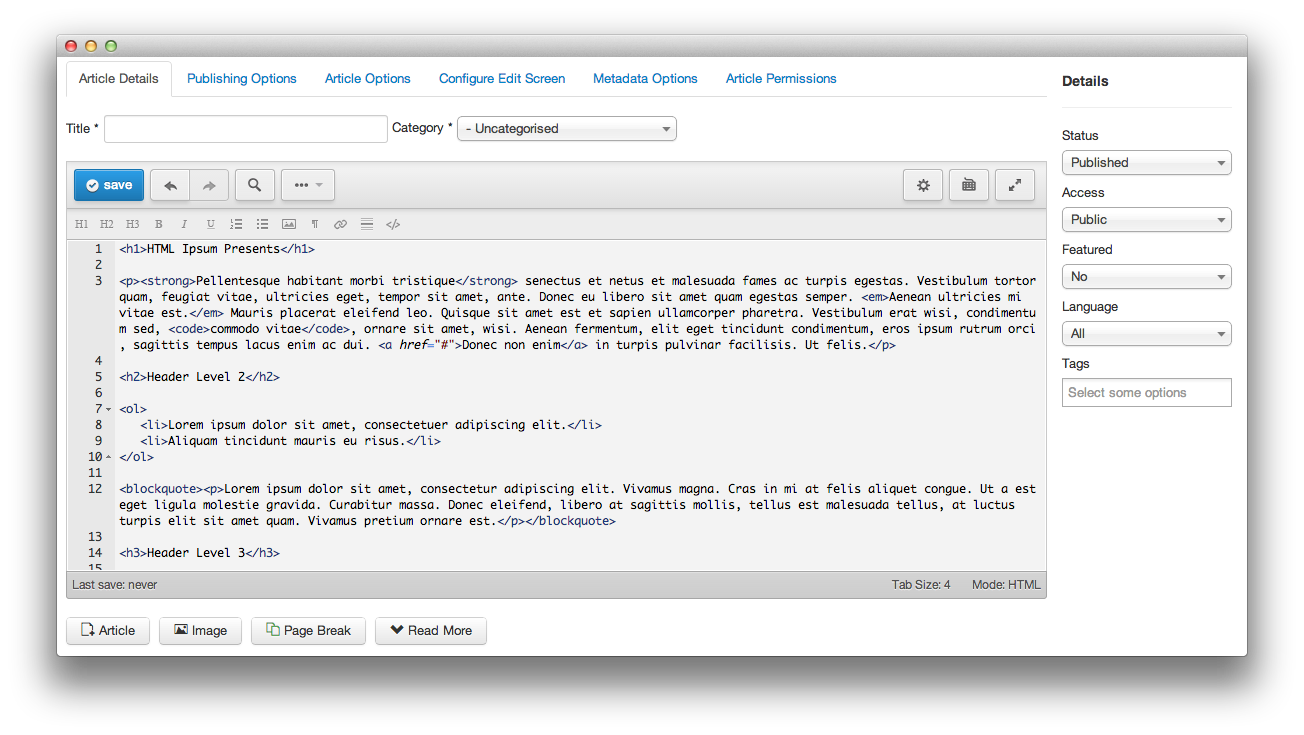 Article Details Publishing Options Article Options Configure Edit Screen Metadata Options Article Permissions
Title * Category * - Uncategorised
save
H1 H2 H3 B I U ¶ </>
1 <h1>HTML Ipsum Presents</h1>
2
3 <p><strong>Pellentesque habitant morbi tristique</strong> senectus et netus et malesuada fames ac turpis egestas. Vestibulum tortor
quam, feugiat vitae, ultricies eget, tempor sit amet, ante. Donec eu libero sit amet quam egestas semper. <em>Aenean ultricies mi
vitae est.</em> Mauris placerat eleifend leo. Quisque sit amet est et sapien ullamcorper pharetra. Vestibulum erat wisi, condimentu
m sed, <code>commodo vitae</code>, ornare sit amet, wisi. Aenean fermentum, elit eget tincidunt condimentum, eros ipsum rutrum orci
, sagittis tempus lacus enim ac dui. <a href="#">Donec non enim</a> in turpis pulvinar facilisis. Ut felis.</p>
4
5 <h2>Header Level 2</h2>
6
7 <ol>
8 <li>Lorem ipsum dolor sit amet, consectetuer adipiscing elit.</li>
9 <li>Aliquam tincidunt mauris eu risus.</li>
10 </ol>
11
12 <blockquote><p>Lorem ipsum dolor sit amet, consectetur adipiscing elit. Vivamus magna. Cras in mi at felis aliquet congue. Ut a est
eget ligula molestie gravida. Curabitur massa. Donec eleifend, libero at sagittis mollis, tellus est malesuada tellus, at luctus
turpis elit sit amet quam. Vivamus pretium ornare est.</p></blockquote>
13
14 <h3>Header Level 3</h3>
15
Last save: never Tab Size: 4 Mode: HTML
Article Image Page Break Read More
Details
Status
Published
Access
Public
Featured
No
Language
All
Tags
Select some options